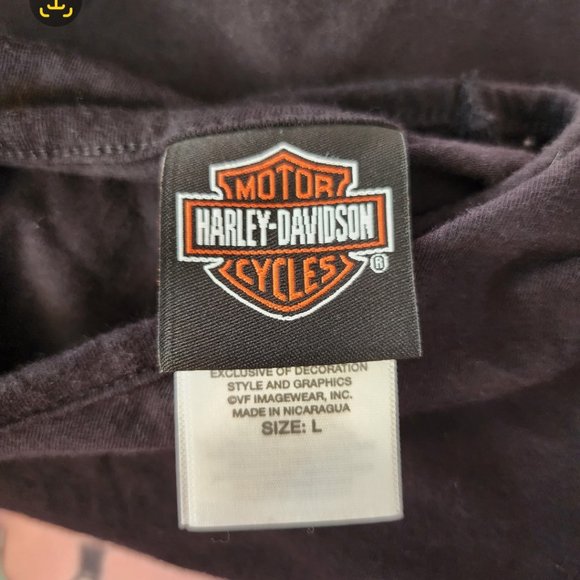 MOTOR
HARLEY-DAVIDSON
CYCLES
®
EXCLUSIVE OF DECORATION
STYLE AND GRAPHICS
©VF IMAGEWEAR, INC.
MADE IN NICARAGUA
SIZE: L